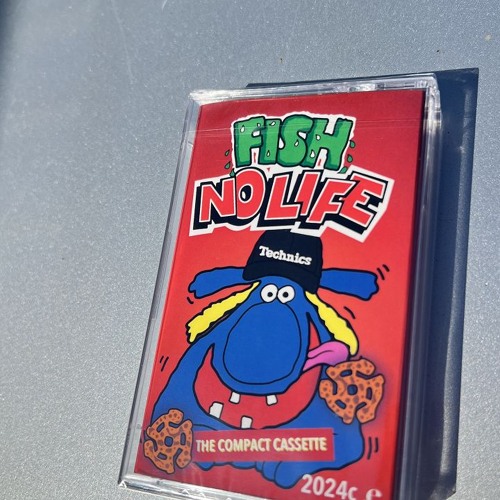 FISH
NO LIFE
Technics
THE COMPACT CASSETTE
2024c